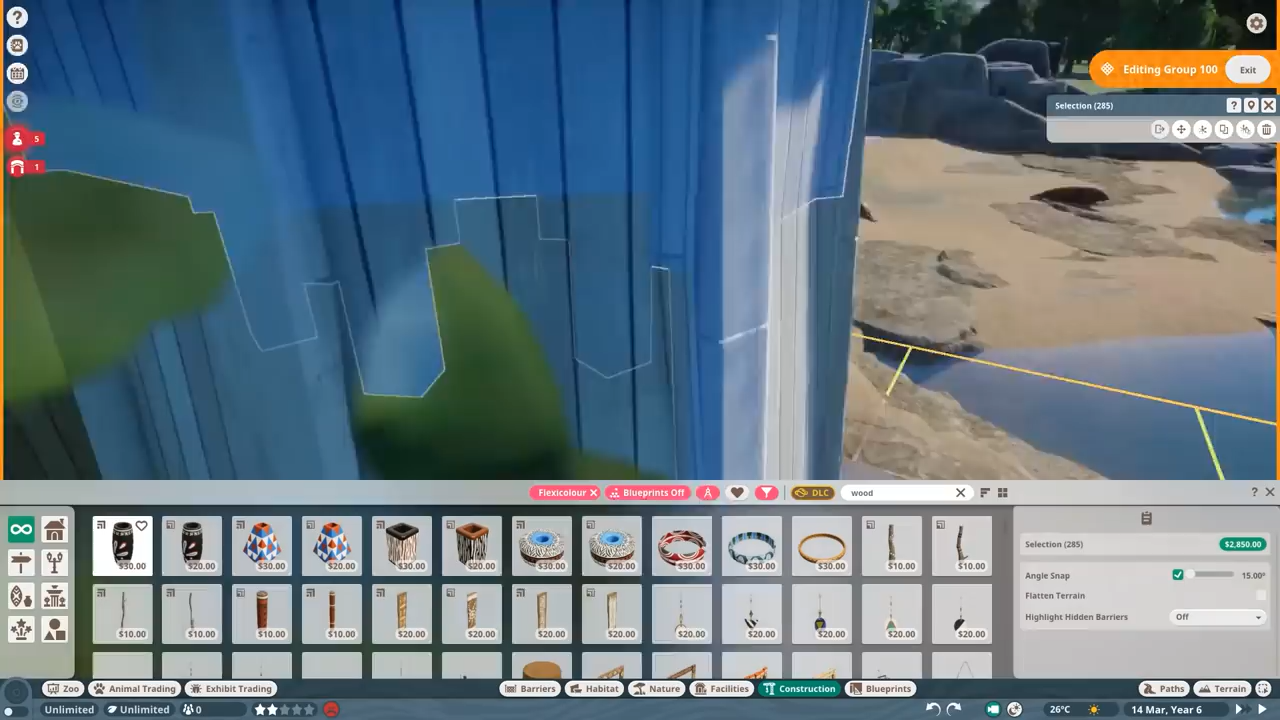 ?
Editing Group 100 Exit
Selection (285) ?
5
1
Flexicolour Blueprints Off DLC wood ?
$30.00 $20.00 $30.00 $20.00 $30.00 $20.00 $30.00 $20.00 $30.00 $30.00 $30.00 $10.00 $10.00
$10.00 $10.00 $10.00 $10.00 $20.00 $20.00 $20.00 $20.00 $20.00 $20.00 $20.00 $20.00 $20.00
Selection (285) $2,850.00
Angle Snap 15.00°
Flatten Terrain
Highlight Hidden Barriers Off
Zoo Animal Trading Exhibit Trading Barriers Habitat Nature Facilities Construction Blueprints Paths Terrain
Unlimited Unlimited 0 26°C 14 Mar, Year 6